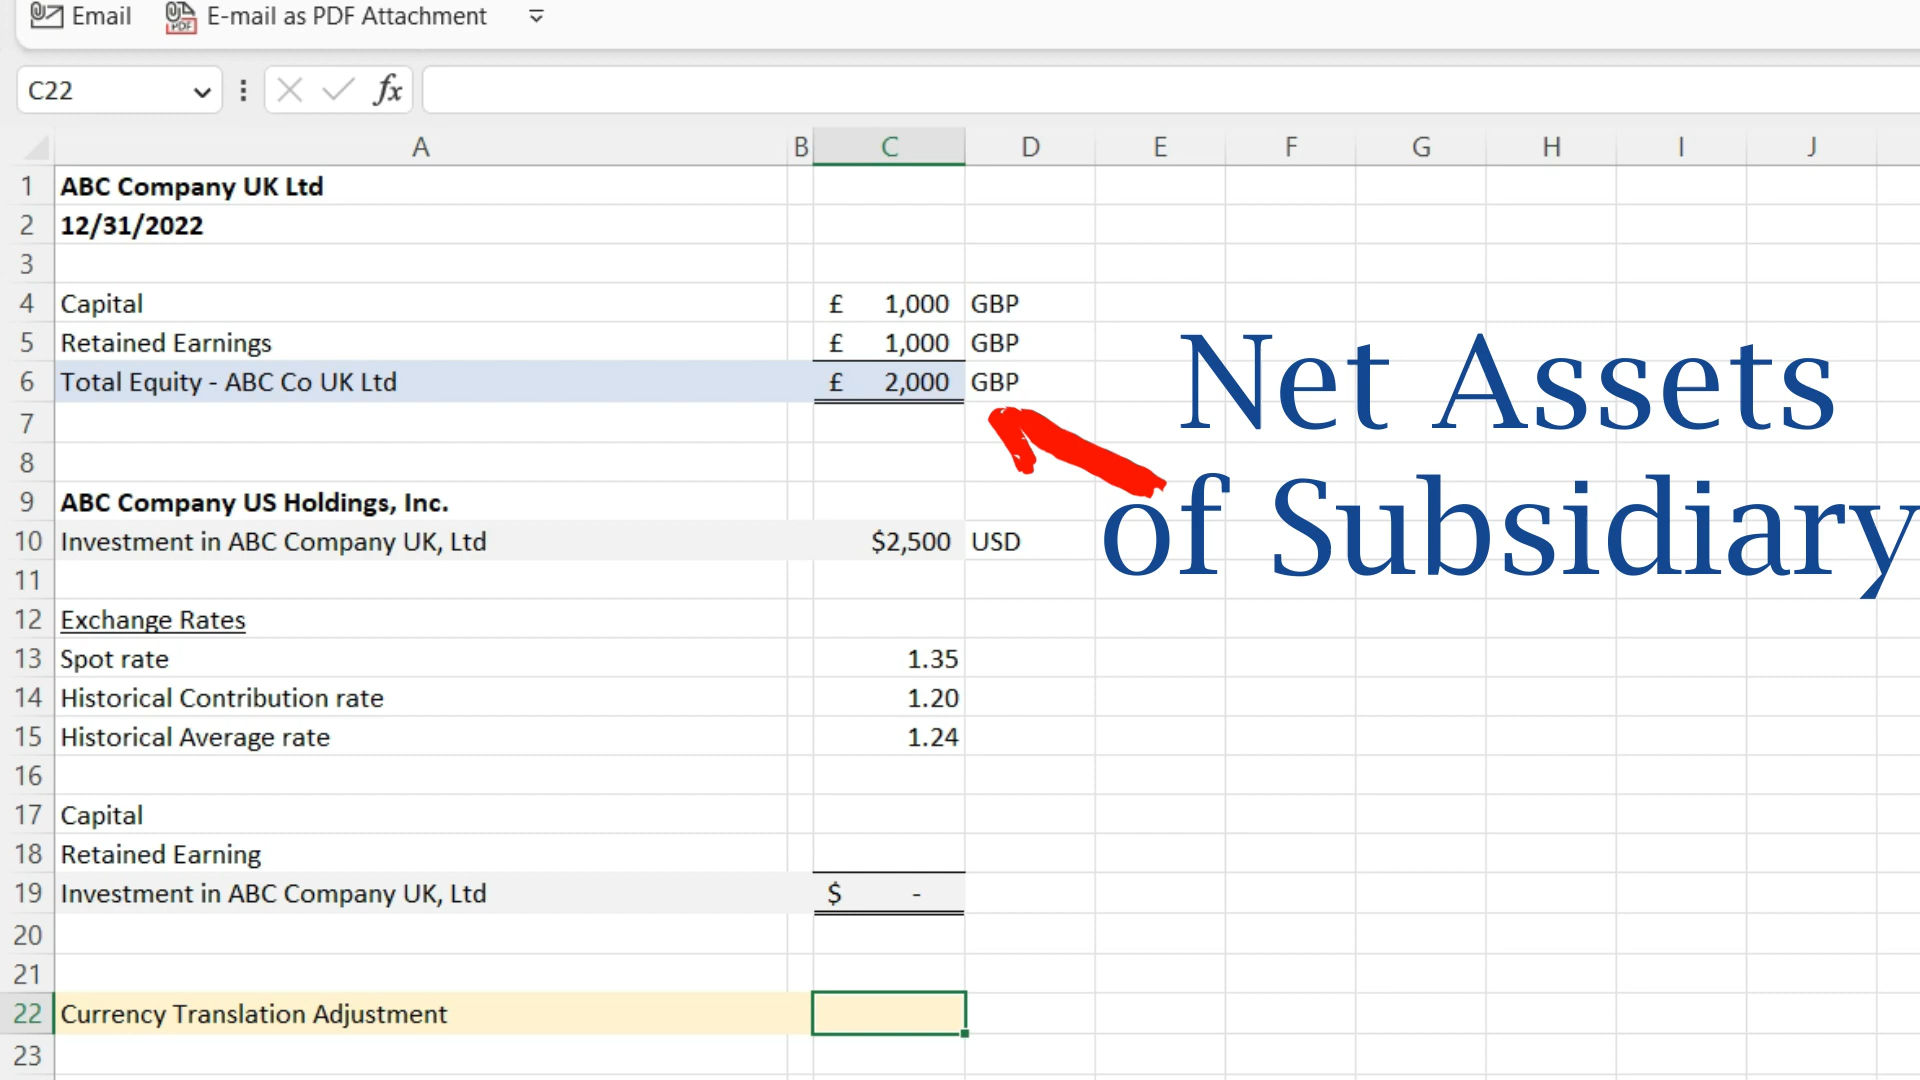 Email E-mail as PDF Attachment
C22 fx
A B C D E F G H I J
1 ABC Company UK Ltd
2 12/31/2022
3
4 Capital £ 1,000 GBP
5 Retained Earnings £ 1,000 GBP
6 Total Equity - ABC Co UK Ltd £ 2,000 GBP
Net Assets
of Subsidiary
7
8
9 ABC Company US Holdings, Inc.
10 Investment in ABC Company UK, Ltd $2,500 USD
11
12 Exchange Rates
13 Spot rate 1.35
14 Historical Contribution rate 1.20
15 Historical Average rate 1.24
16
17 Capital
18 Retained Earning
19 Investment in ABC Company UK, Ltd $ -
20
21
22 Currency Translation Adjustment
23